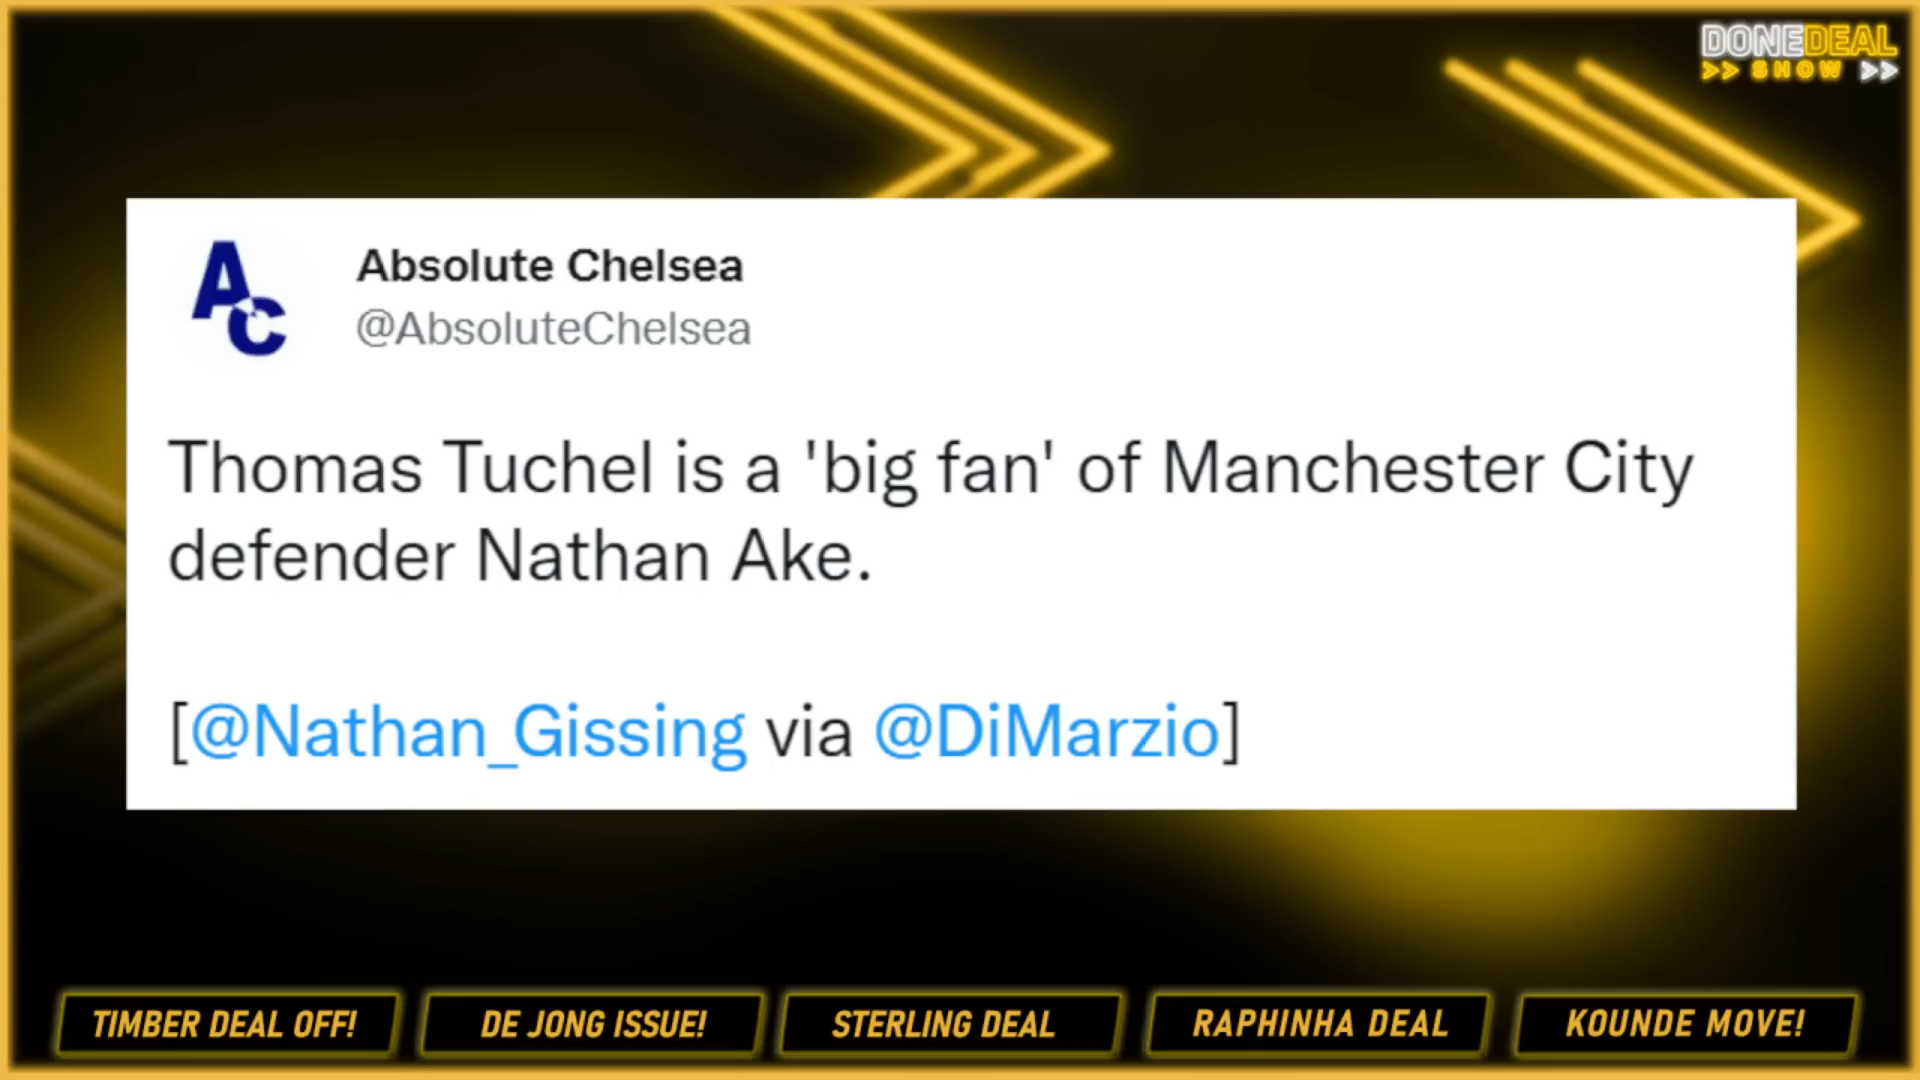 DONEDEAL
>> SHOW >>
AC
Absolute Chelsea
@AbsoluteChelsea
Thomas Tuchel is a 'big fan' of Manchester City
defender Nathan Ake.
[@Nathan_Gissing via @DiMarzio]
TIMBER DEAL OFF!
DE JONG ISSUE!
STERLING DEAL
RAPHINHA DEAL
KOUNDE MOVE!